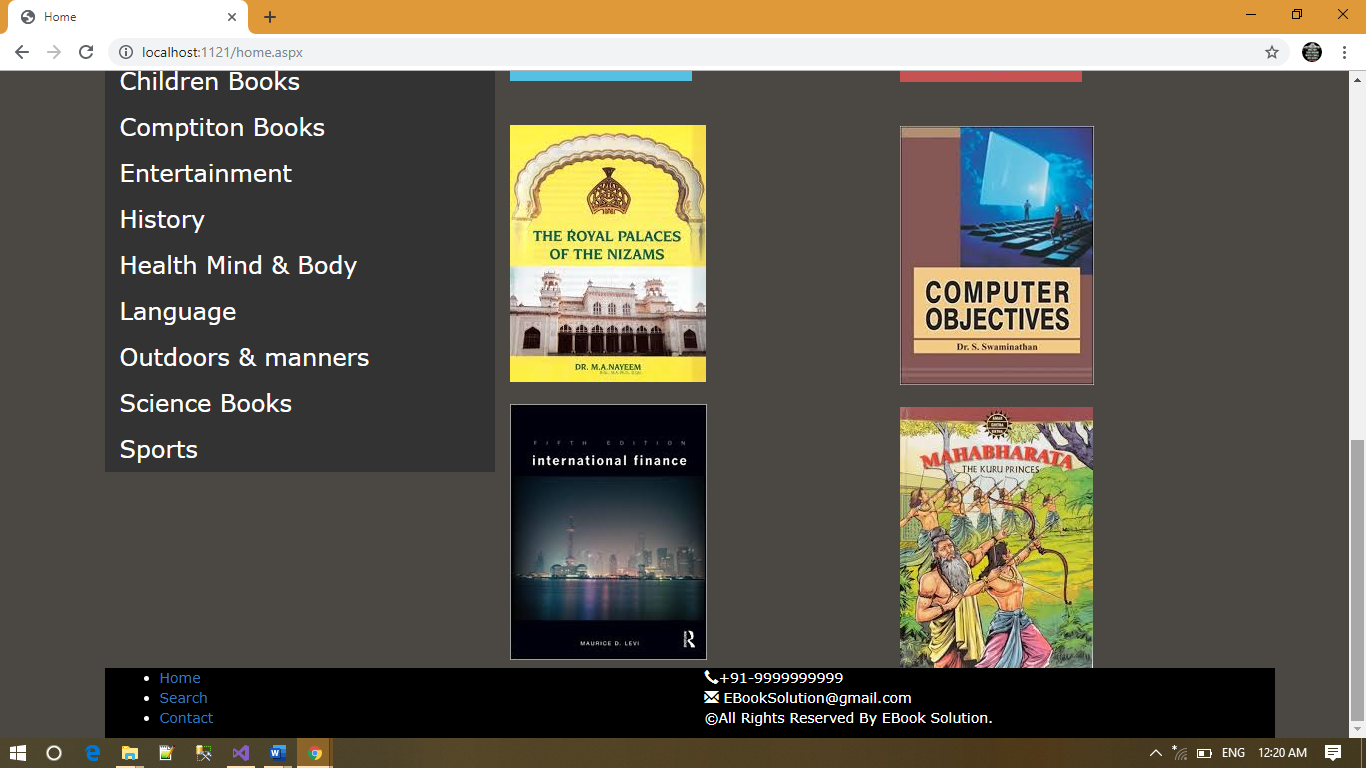 Home
localhost:1121/home.aspx
Children Books
Comptiton Books
Entertainment
History
Health Mind & Body
Language
Outdoors & manners
Science Books
Sports
THE ROYAL PALACES
OF THE NIZAMS
DR. M.A.NAYEEM
COMPUTER
OBJECTIVES
Dr. S. Swaminathan
FIFTH EDITION
international finance
MAURICE D. LEVI
R
MAHABHARATA
THE KURU PRINCES
Home
Search
Contact
+91-9999999999
EBookSolution@gmail.com
©All Rights Reserved By EBook Solution.
ENG
12:20 AM